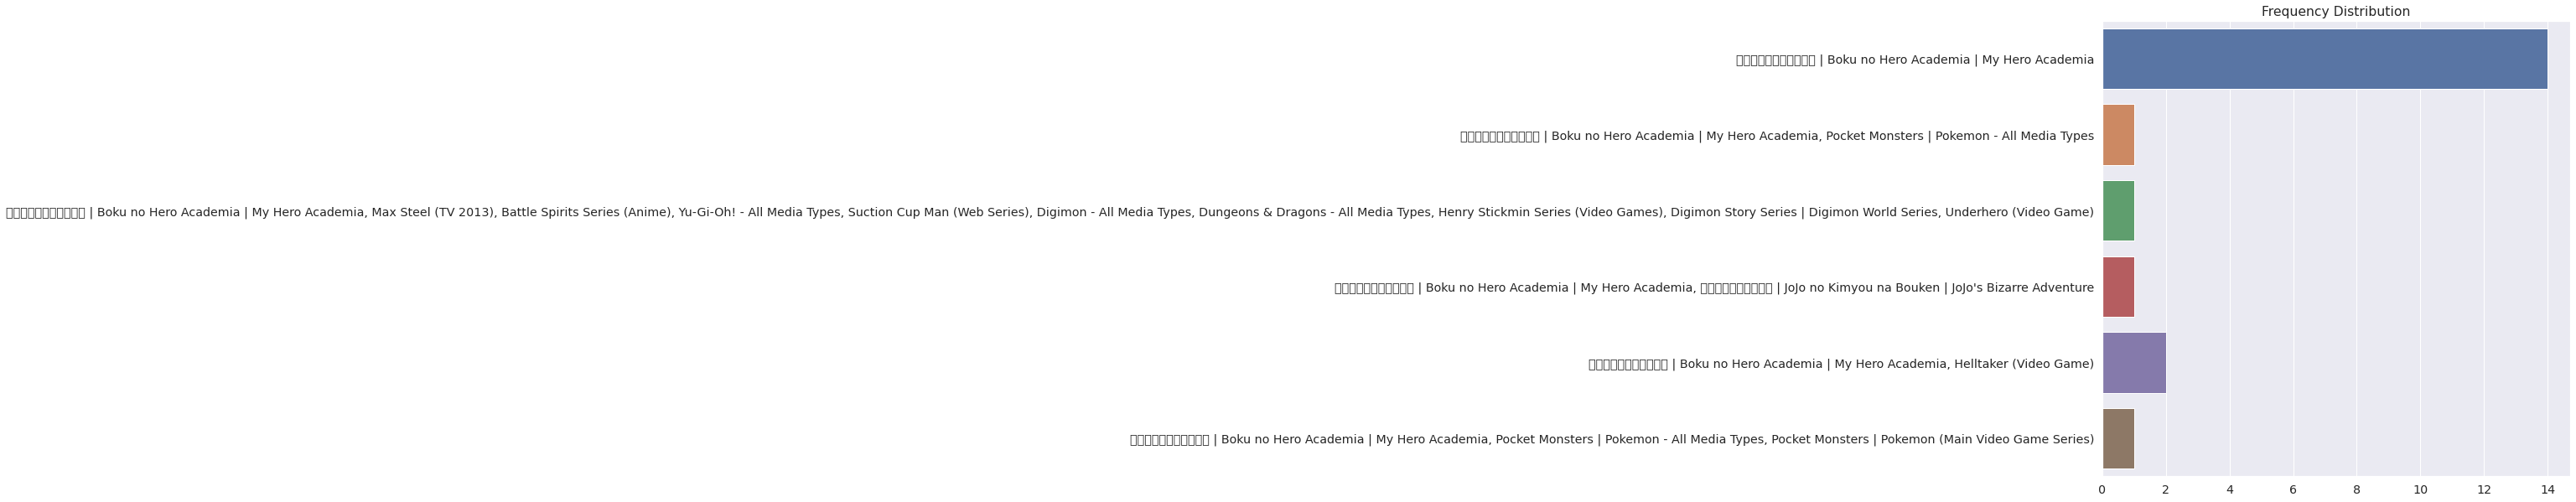 Frequency Distribution
| Boku no Hero Academia | My Hero Academia
| Boku no Hero Academia | My Hero Academia, Pocket Monsters | Pokemon - All Media Types
| Boku no Hero Academia | My Hero Academia, Max Steel (TV 2013), Battle Spirits Series (Anime), Yu-Gi-Oh! - All Media Types, Suction Cup Man (Web Series), Digimon - All Media Types, Dungeons & Dragons - All Media Types, Henry Stickmin Series (Video Games), Digimon Story Series | Digimon World Series, Underhero (Video Game)
| Boku no Hero Academia | My Hero Academia, | JoJo no Kimyou na Bouken | JoJo's Bizarre Adventure
| Boku no Hero Academia | My Hero Academia, Helltaker (Video Game)
| Boku no Hero Academia | My Hero Academia, Pocket Monsters | Pokemon - All Media Types, Pocket Monsters | Pokemon (Main Video Game Series)
0 2 4 6 8 10 12 14